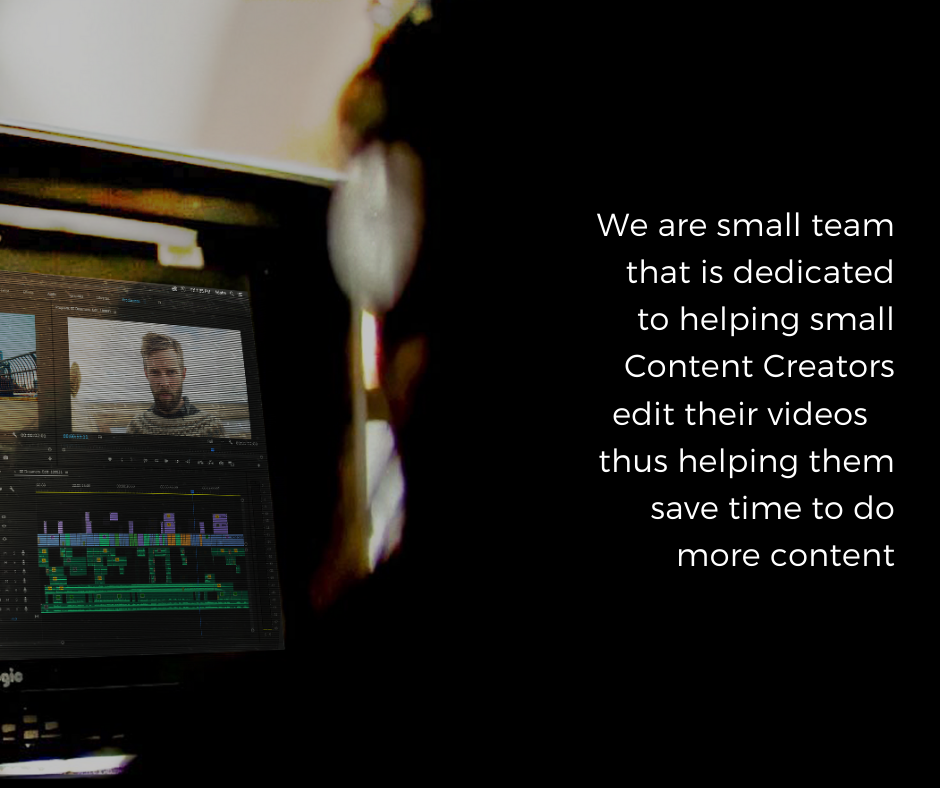 We are small team
that is dedicated
to helping small
Content Creators
edit their videos
thus helping them
save time to do
more content